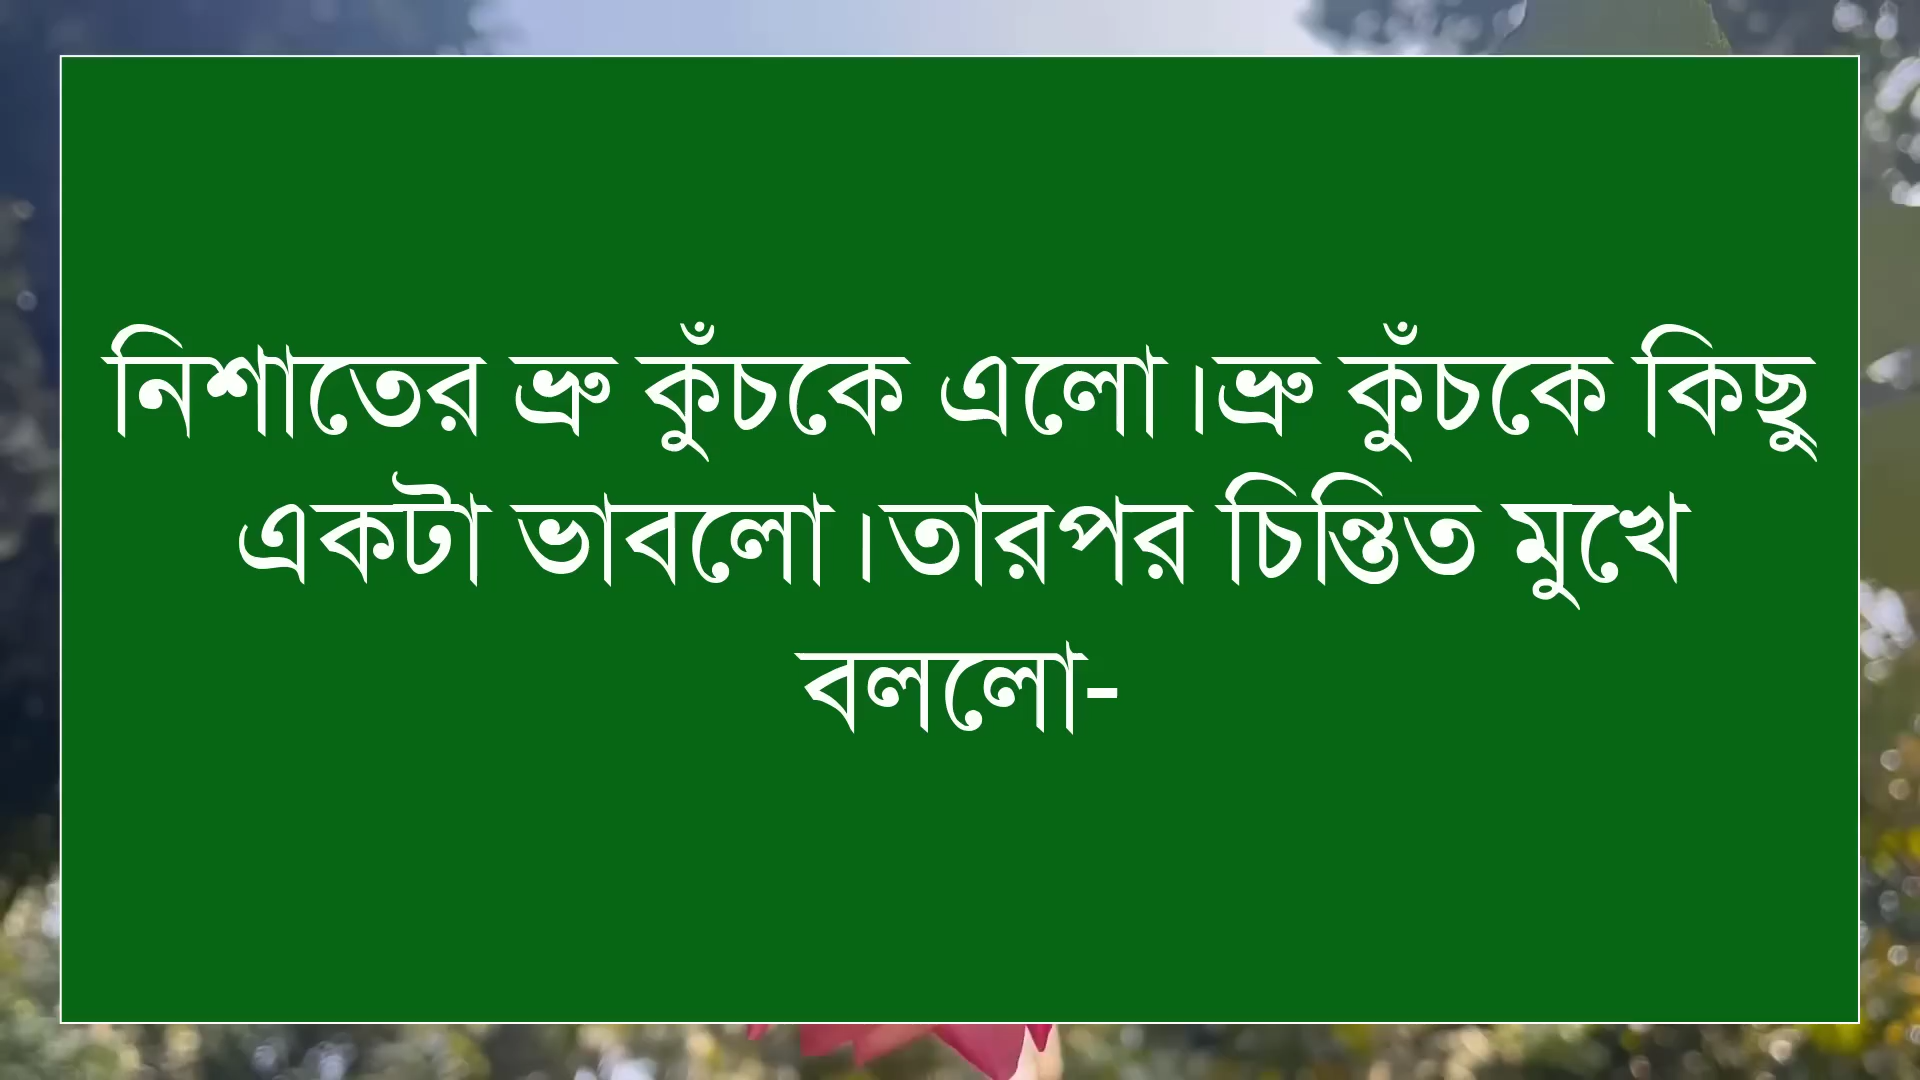 নিশাতের ভ্রু কুঁচকে এলো।ভ্রু কুঁচকে কিছু
একটা ভাবলো।তারপর চিন্তিত মুখে
বললো-